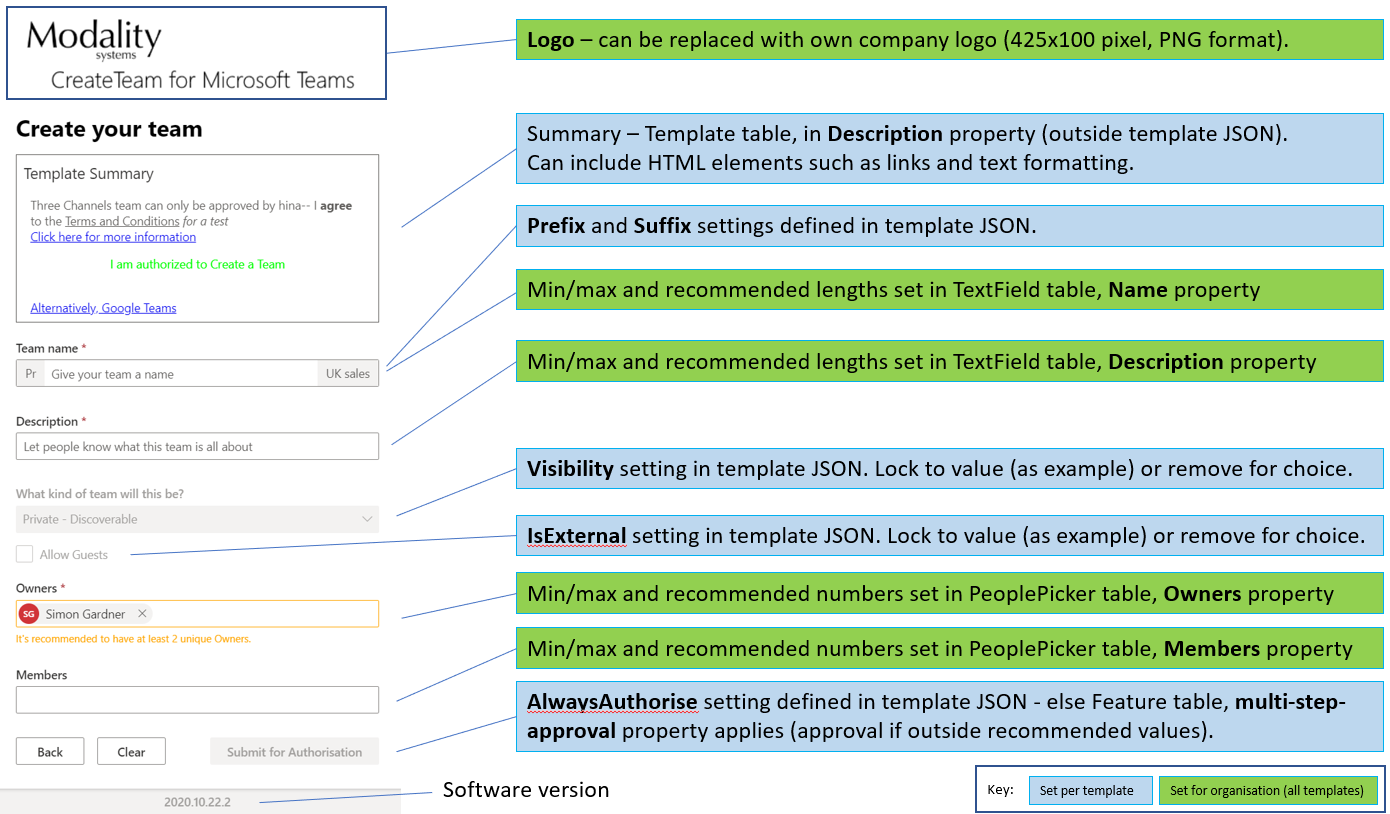 Modality
systems
CreateTeam for Microsoft Teams
Logo – can be replaced with own company logo (425x100 pixel, PNG format).
Create your team
Template Summary
Three Channels team can only be approved by hina-- I agree
to the Terms and Conditions for a test
Click here for more information
I am authorized to Create a Team
Alternatively, Google Teams
Summary – Template table, in Description property (outside template JSON).
Can include HTML elements such as links and text formatting.
Prefix and Suffix settings defined in template JSON.
Min/max and recommended lengths set in TextField table, Name property
Team name *
Pr Give your team a name UK sales
Min/max and recommended lengths set in TextField table, Description property
Description *
Let people know what this team is all about
Visibility setting in template JSON. Lock to value (as example) or remove for choice.
What kind of team will this be?
Private - Discoverable
IsExternal setting in template JSON. Lock to value (as example) or remove for choice.
Allow Guests
Owners *
SG Simon Gardner
It's recommended to have at least 2 unique Owners.
Min/max and recommended numbers set in PeoplePicker table, Owners property
Min/max and recommended numbers set in PeoplePicker table, Members property
Members
AlwaysAuthorise setting defined in template JSON - else Feature table, multi-step-
approval property applies (approval if outside recommended values).
Back Clear Submit for Authorisation
2020.10.22.2
Software version
Key: Set per template Set for organisation (all templates)